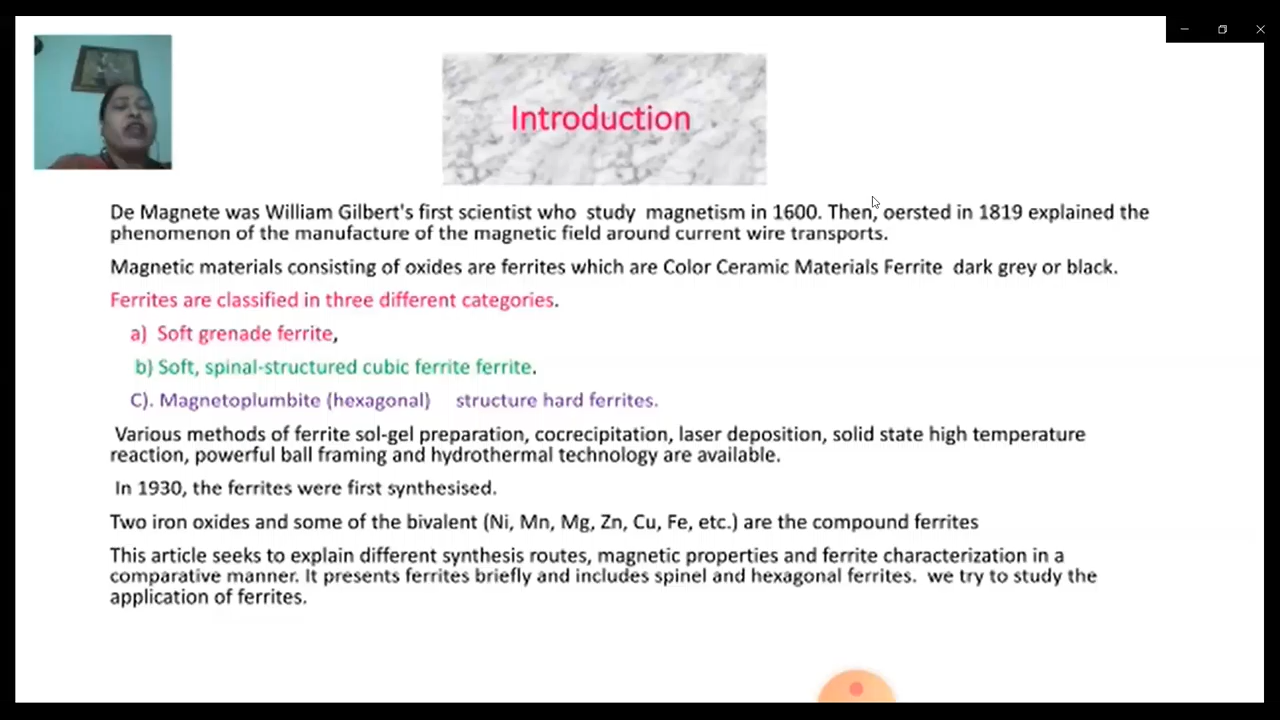 Introduction
De Magnete was William Gilbert's first scientist who study magnetism in 1600. Then, oersted in 1819 explained the
phenomenon of the manufacture of the magnetic field around current wire transports.
Magnetic materials consisting of oxides are ferrites which are Color Ceramic Materials Ferrite dark grey or black.
Ferrites are classified in three different categories.
a) Soft grenade ferrite,
b) Soft, spinal-structured cubic ferrite ferrite.
C). Magnetoplumbite (hexagonal) structure hard ferrites.
Various methods of ferrite sol-gel preparation, cocrecipitation, laser deposition, solid state high temperature
reaction, powerful ball framing and hydrothermal technology are available.
In 1930, the ferrites were first synthesised.
Two iron oxides and some of the bivalent (Ni, Mn, Mg, Zn, Cu, Fe, etc.) are the compound ferrites
This article seeks to explain different synthesis routes, magnetic properties and ferrite characterization in a
comparative manner. It presents ferrites briefly and includes spinel and hexagonal ferrites. we try to study the
application of ferrites.